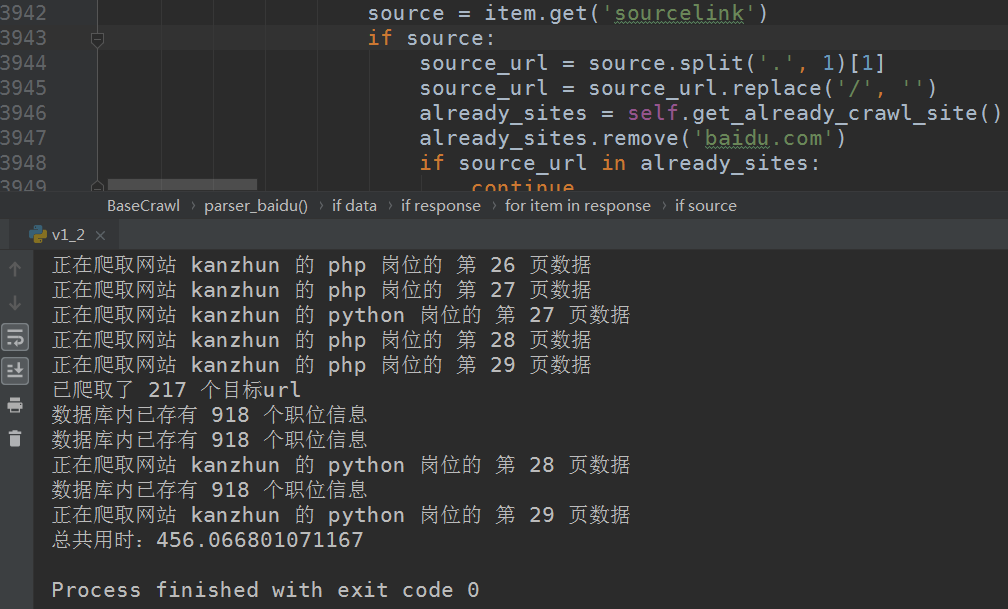 3942 source = item.get('sourcelink')
3943 if source:
3944 source_url = source.split('.', 1)[1]
3945 source_url = source_url.replace('/', '')
3946 already_sites = self.get_already_crawl_site()
3947 already_sites.remove('baidu.com')
3948 if source_url in already_sites:
3949 continue
BaseCrawl › parser_baidu() › if data › if response › for item in response › if source
v1_2 ×
正在爬取网站 kanzhun 的 php 岗位的 第 26 页数据
正在爬取网站 kanzhun 的 php 岗位的 第 27 页数据
正在爬取网站 kanzhun 的 python 岗位的 第 27 页数据
正在爬取网站 kanzhun 的 php 岗位的 第 28 页数据
正在爬取网站 kanzhun 的 php 岗位的 第 29 页数据
已爬取了 217 个目标url
数据库内已存有 918 个职位信息
数据库内已存有 918 个职位信息
正在爬取网站 kanzhun 的 python 岗位的 第 28 页数据
数据库内已存有 918 个职位信息
正在爬取网站 kanzhun 的 python 岗位的 第 29 页数据
总共用时：456.066801071167
Process finished with exit code 0